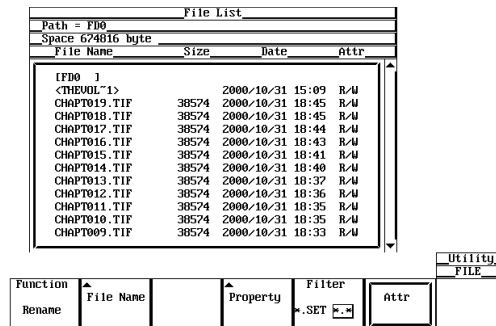 File List
Path = FD0
Space 674816 byte
File Name Size Date Attr
[FD0 ]
<THEVOL~1> 2000/10/31 15:09 R/W
CHAPT019.TIF 38574 2000/10/31 18:45 R/W
CHAPT018.TIF 38574 2000/10/31 18:45 R/W
CHAPT017.TIF 38574 2000/10/31 18:44 R/W
CHAPT016.TIF 38574 2000/10/31 18:43 R/W
CHAPT015.TIF 38574 2000/10/31 18:41 R/W
CHAPT014.TIF 38574 2000/10/31 18:40 R/W
CHAPT013.TIF 38574 2000/10/31 18:37 R/W
CHAPT012.TIF 38574 2000/10/31 18:36 R/W
CHAPT011.TIF 38574 2000/10/31 18:35 R/W
CHAPT010.TIF 38574 2000/10/31 18:35 R/W
CHAPT009.TIF 38574 2000/10/31 18:33 R/W
Utility
FILE
Function Filter
File Name Property Attr
Rename *.SET *.*